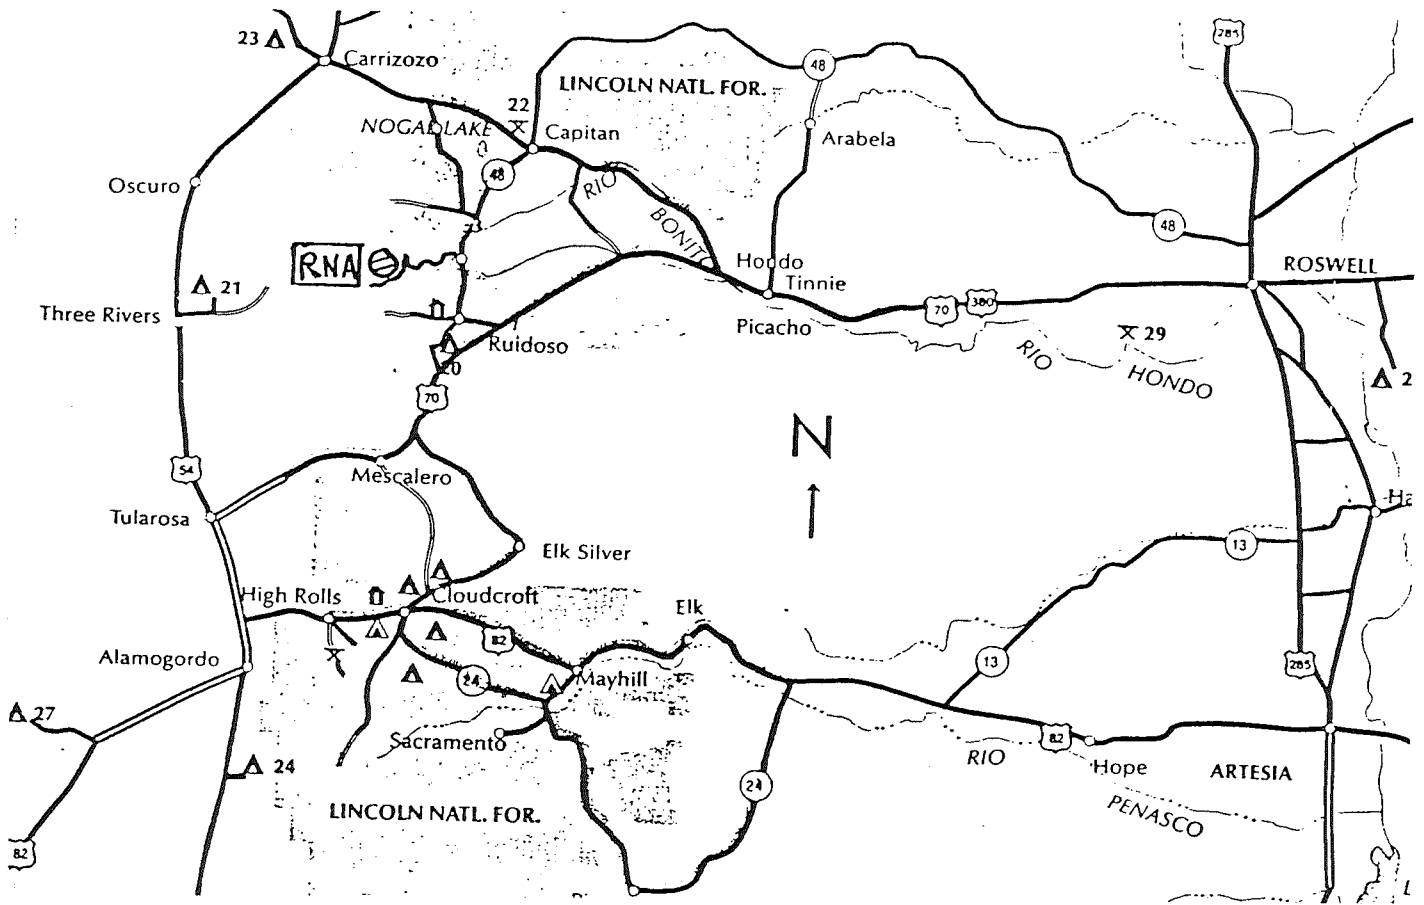 285
23
Carrizozo
48
LINCOLN NATL. FOR.
22
NOGAL LAKE
Capitan
Arabela
48
Oscuro
RIO
BONITO
48
RNA
Hondo
ROSWELL
21
Tinnie
Three Rivers
70
380
Picacho
29
Ruidoso
RIO
HONDO
20
70
N
54
Mescalero
Tularosa
13
Elk Silver
High Rolls
Cloudcroft
Elk
82
Alamogordo
13
285
24
Mayhill
27
Sacramento
RIO
82
24
Hope
ARTESIA
24
LINCOLN NATL. FOR.
PENASCO
82